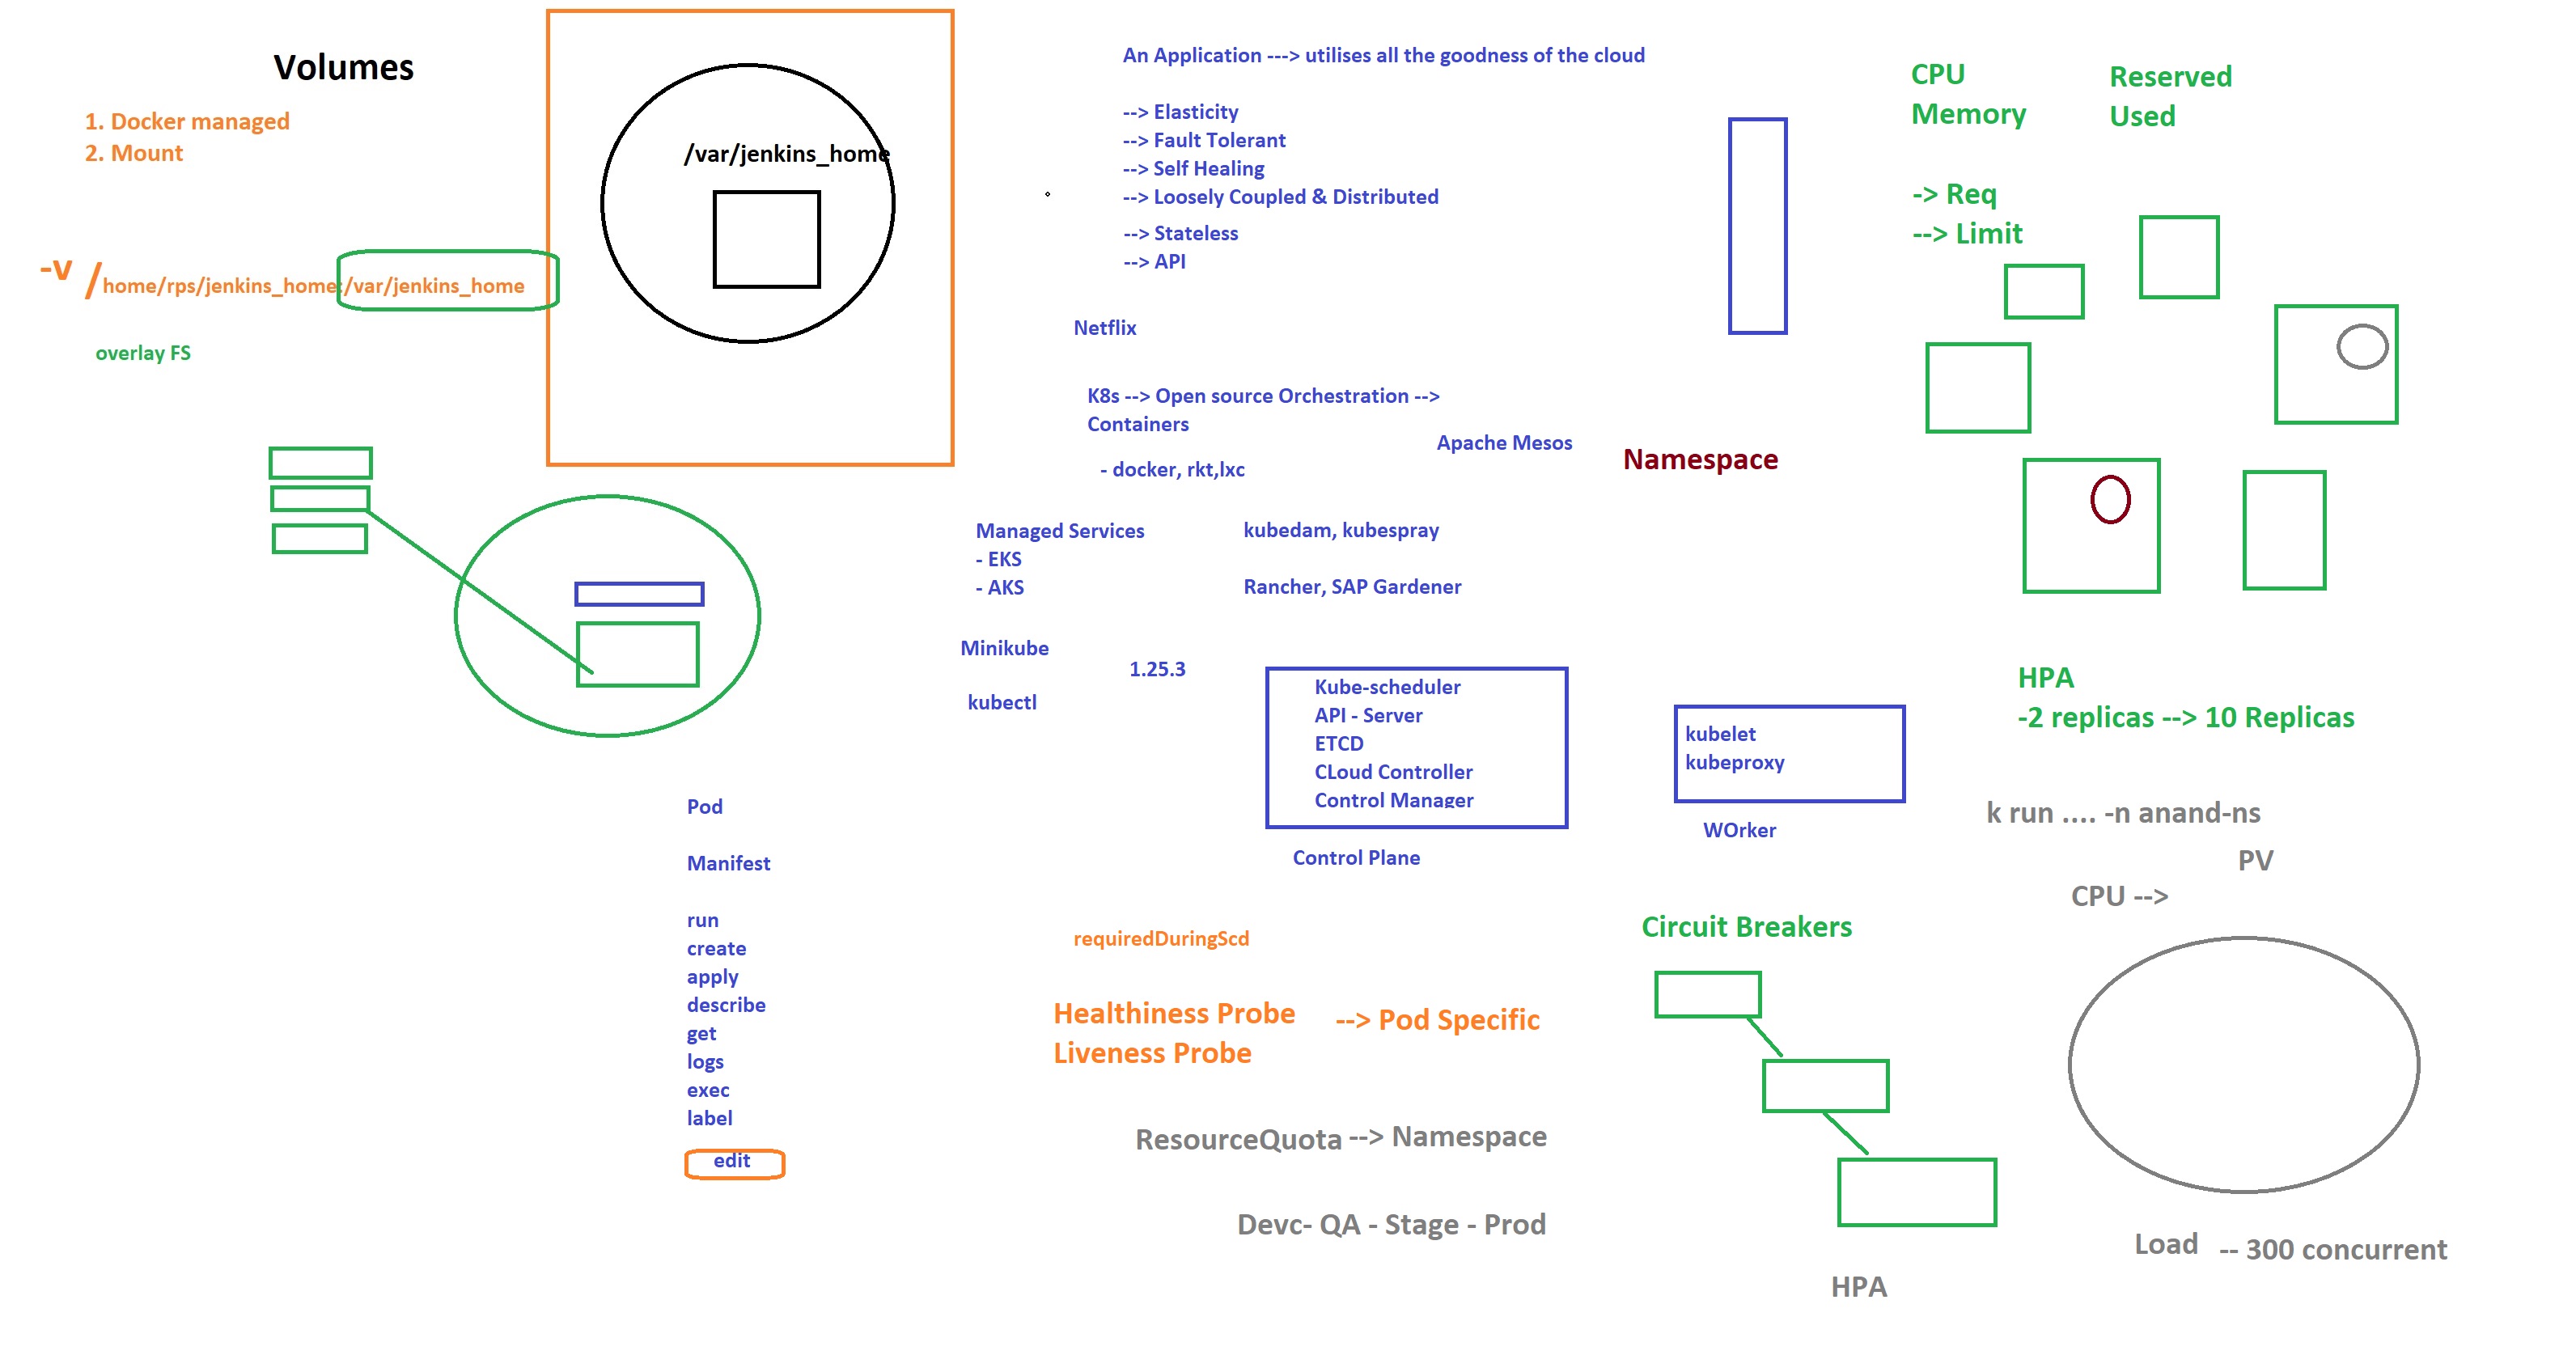 Volumes
1. Docker managed
2. Mount
/var/jenkins_home
-v /home/rps/jenkins_home:/var/jenkins_home
overlay FS
An Application ---> utilises all the goodness of the cloud
--> Elasticity
--> Fault Tolerant
--> Self Healing
--> Loosely Coupled & Distributed
--> Stateless
--> API
Netflix
K8s --> Open source Orchestration -->
Containers
- docker, rkt,lxc
Apache Mesos
Managed Services
- EKS
- AKS
kubedam, kubespray
Rancher, SAP Gardener
Minikube
1.25.3
kubectl
Kube-scheduler
API - Server
ETCD
CLoud Controller
Control Manager
Control Plane
kubelet
kubeproxy
WOrker
Pod
Manifest
run
create
apply
describe
get
logs
exec
label
edit
requiredDuringScd
Healthiness Probe
Liveness Probe
--> Pod Specific
ResourceQuota --> Namespace
Devc- QA - Stage - Prod
Namespace
CPU
Memory
Reserved
Used
-> Req
--> Limit
HPA
-2 replicas --> 10 Replicas
k run .... -n anand-ns
PV
CPU -->
Circuit Breakers
Load -- 300 concurrent
HPA